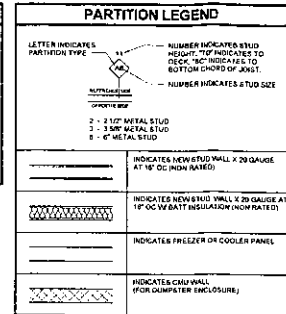 PARTITION LEGEND
LETTER INDICATES
PARTITION TYPE
NUMBER INDICATES STUD
HEIGHT. "TD" INDICATES TO
DECK, "BC" INDICATES TO
BOTTOM CHORD OF JOIST.
NUMBER INDICATES STUD SIZE
OPPOSITE SIDE
2 - 2 1/2" METAL STUD
3 - 3 5/8" METAL STUD
6 - 6" METAL STUD
INDICATES NEW STUD WALL X 20 GAUGE
AT 16" OC (NON RATED)
INDICATES NEW STUD WALL X 20 GAUGE AT
16" OC W/ BATT INSULATION (NON RATED)
INDICATES FREEZER OR COOLER PANEL
INDICATES CMU WALL
(FOR DUMPSTER ENCLOSURE)